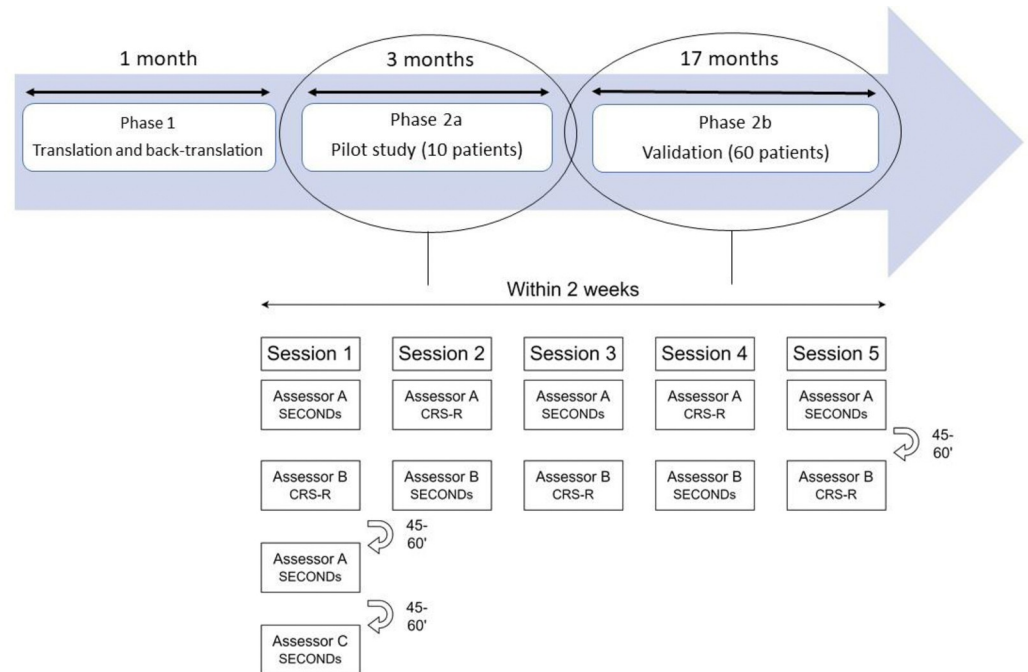 1 month
3 months
17 months
Phase 1
Translation and back-translation
Phase 2a
Pilot study (10 patients)
Phase 2b
Validation (60 patients)
Within 2 weeks
Session 1
Session 2
Session 3
Session 4
Session 5
Assessor A
SECONDs
Assessor A
CRS-R
Assessor A
SECONDs
Assessor A
CRS-R
Assessor A
SECONDs
45-
60'
Assessor B
CRS-R
Assessor B
SECONDs
Assessor B
CRS-R
Assessor B
SECONDs
Assessor B
CRS-R
45-
60'
Assessor A
SECONDs
45-
60'
Assessor C
SECONDs